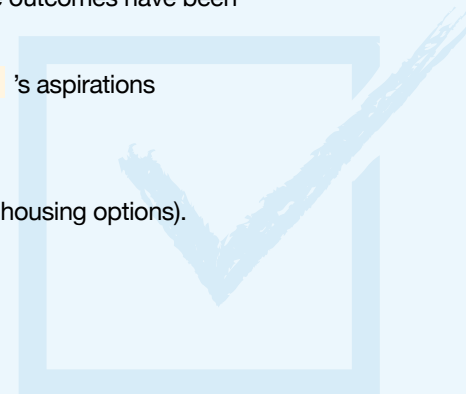 outcomes have been
's aspirations
housing options).